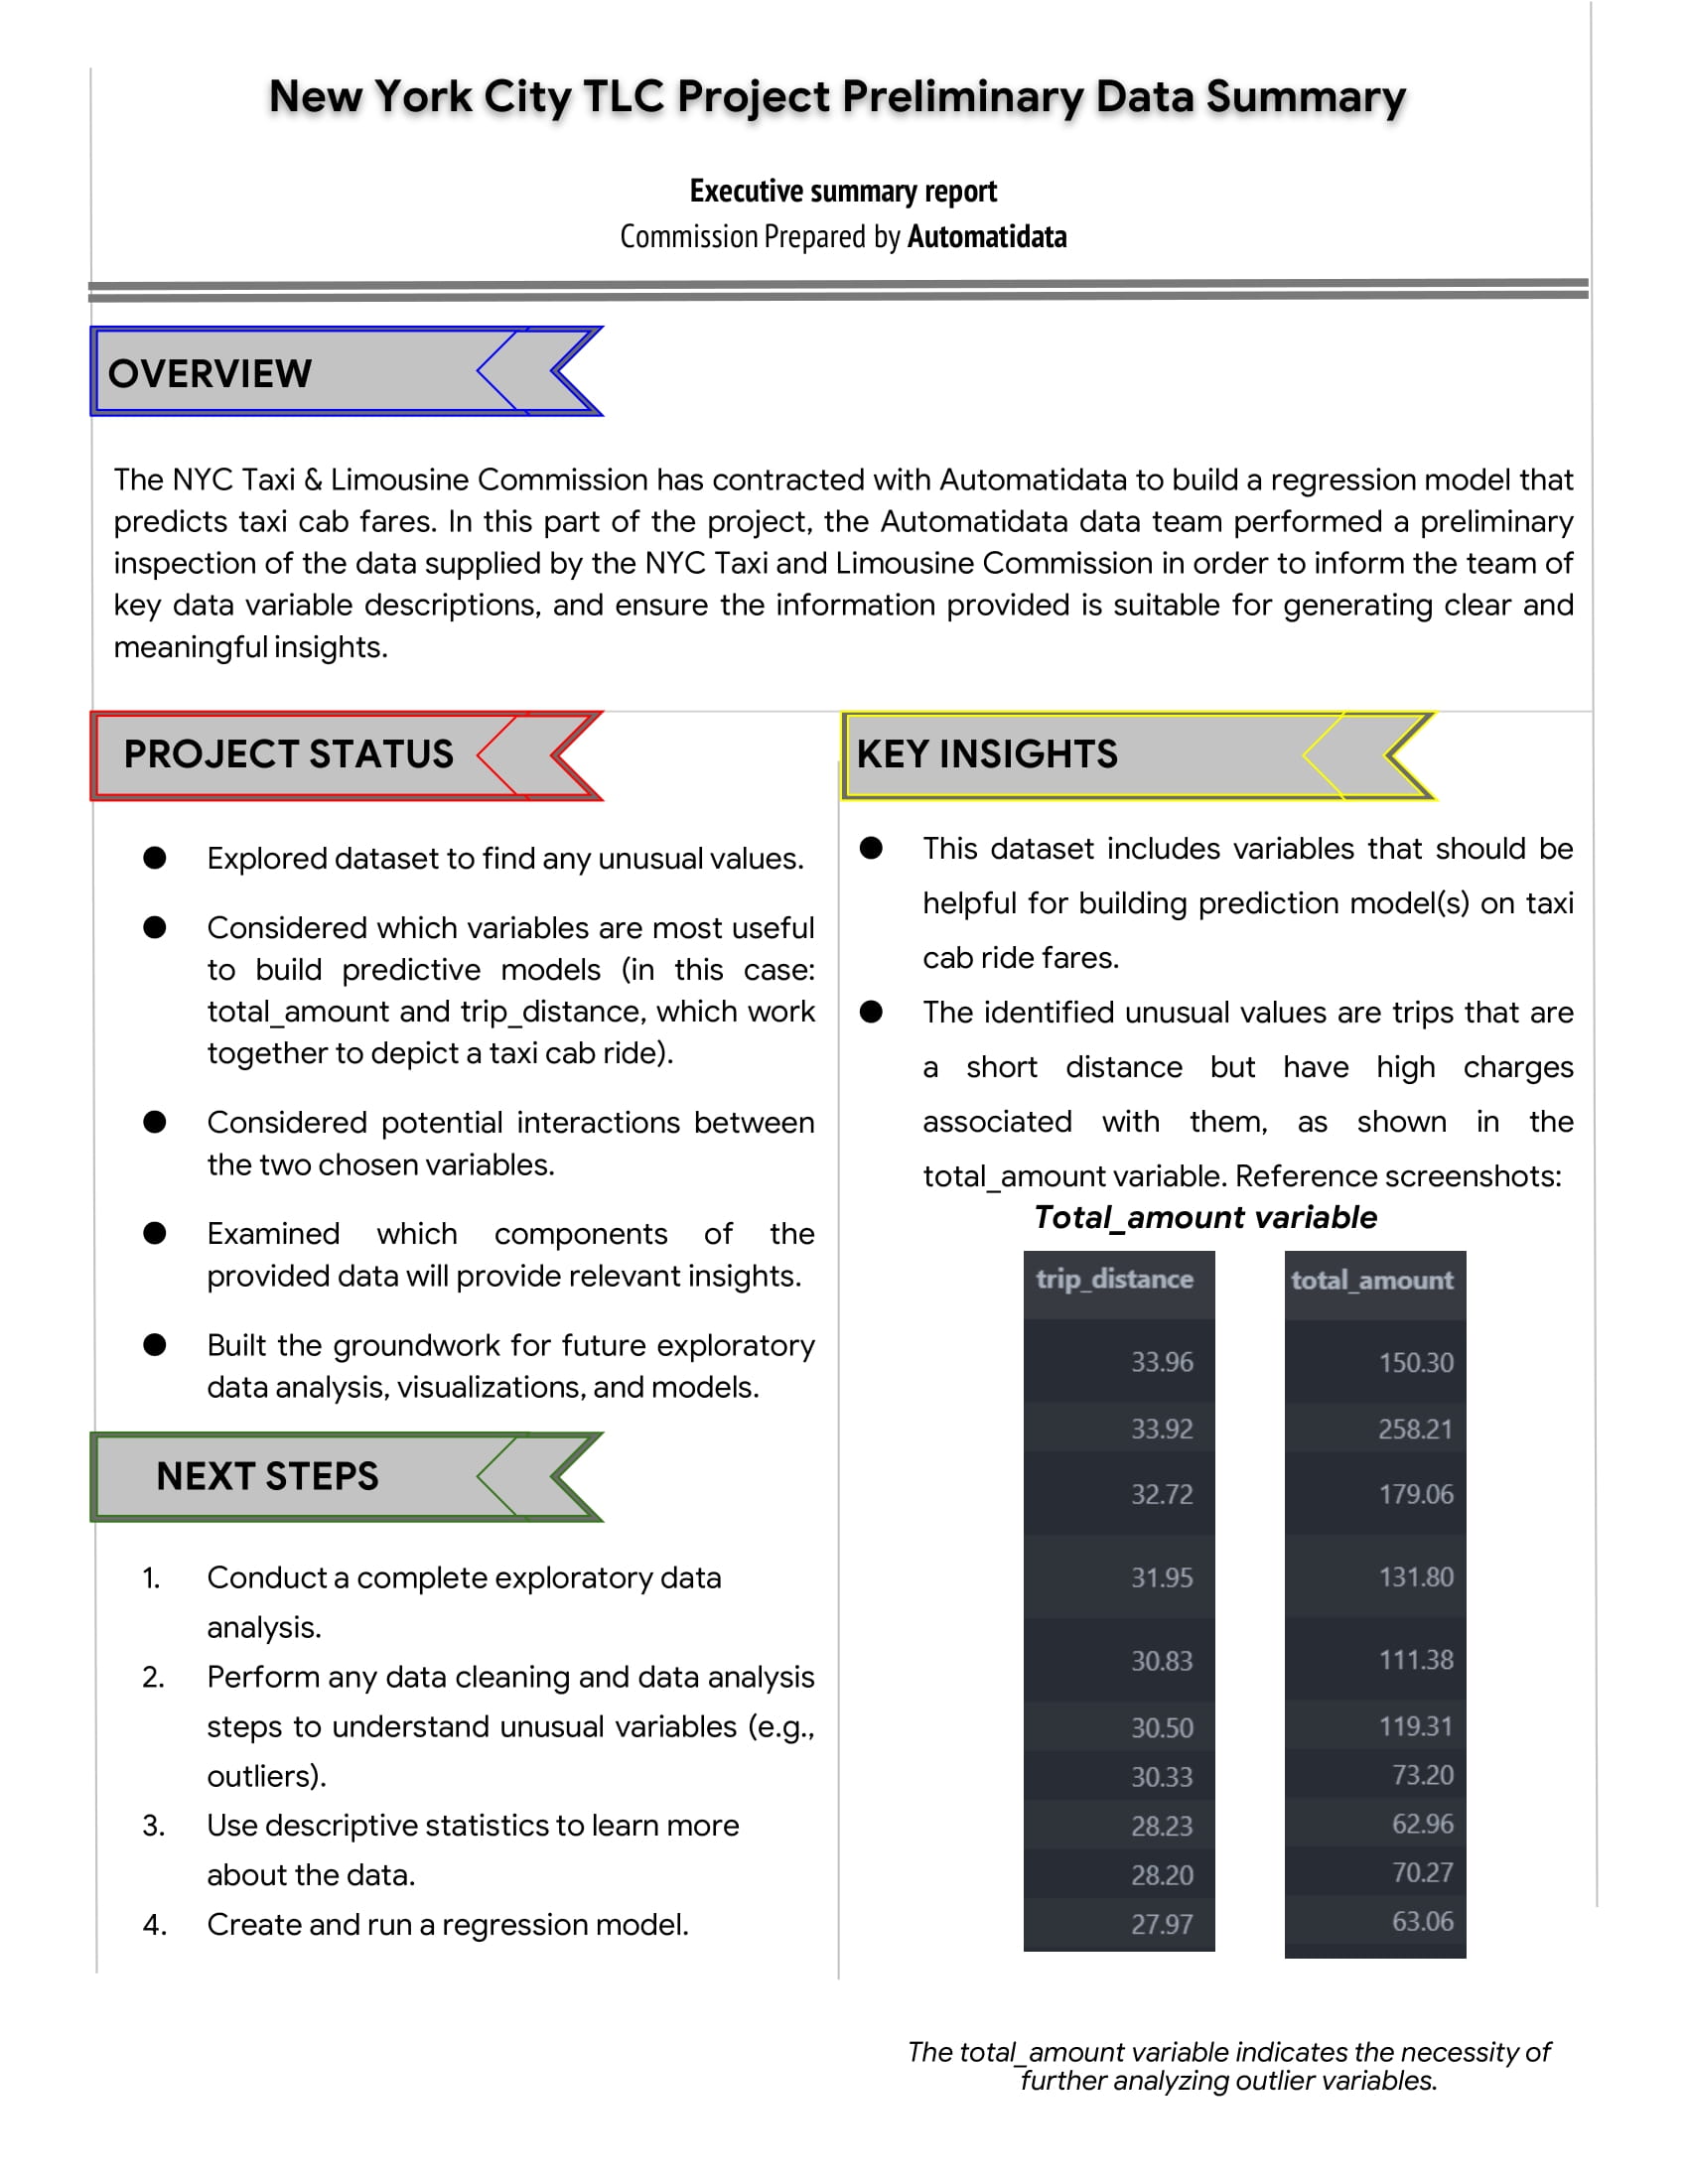 New York City TLC Project Preliminary Data Summary
Executive summary report
Commission Prepared by Automatidata
OVERVIEW
The NYC Taxi & Limousine Commission has contracted with Automatidata to build a regression model that
predicts taxi cab fares. In this part of the project, the Automatidata data team performed a preliminary
inspection of the data supplied by the NYC Taxi and Limousine Commission in order to inform the team of
key data variable descriptions, and ensure the information provided is suitable for generating clear and
meaningful insights.
PROJECT STATUS
● Explored dataset to find any unusual values.
● Considered which variables are most useful
to build predictive models (in this case:
total_amount and trip_distance, which work
together to depict a taxi cab ride).
● Considered potential interactions between
the two chosen variables.
● Examined which components of the
provided data will provide relevant insights.
● Built the groundwork for future exploratory
data analysis, visualizations, and models.
NEXT STEPS
1. Conduct a complete exploratory data
analysis.
2. Perform any data cleaning and data analysis
steps to understand unusual variables (e.g.,
outliers).
3. Use descriptive statistics to learn more
about the data.
4. Create and run a regression model.
KEY INSIGHTS
● This dataset includes variables that should be
helpful for building prediction model(s) on taxi
cab ride fares.
● The identified unusual values are trips that are
a short distance but have high charges
associated with them, as shown in the
total_amount variable. Reference screenshots:
Total_amount variable
trip_distance total_amount
33.96 150.30
33.92 258.21
32.72 179.06
31.95 131.80
30.83 111.38
30.50 119.31
30.33 73.20
28.23 62.96
28.20 70.27
27.97 63.06
The total_amount variable indicates the necessity of
further analyzing outlier variables.